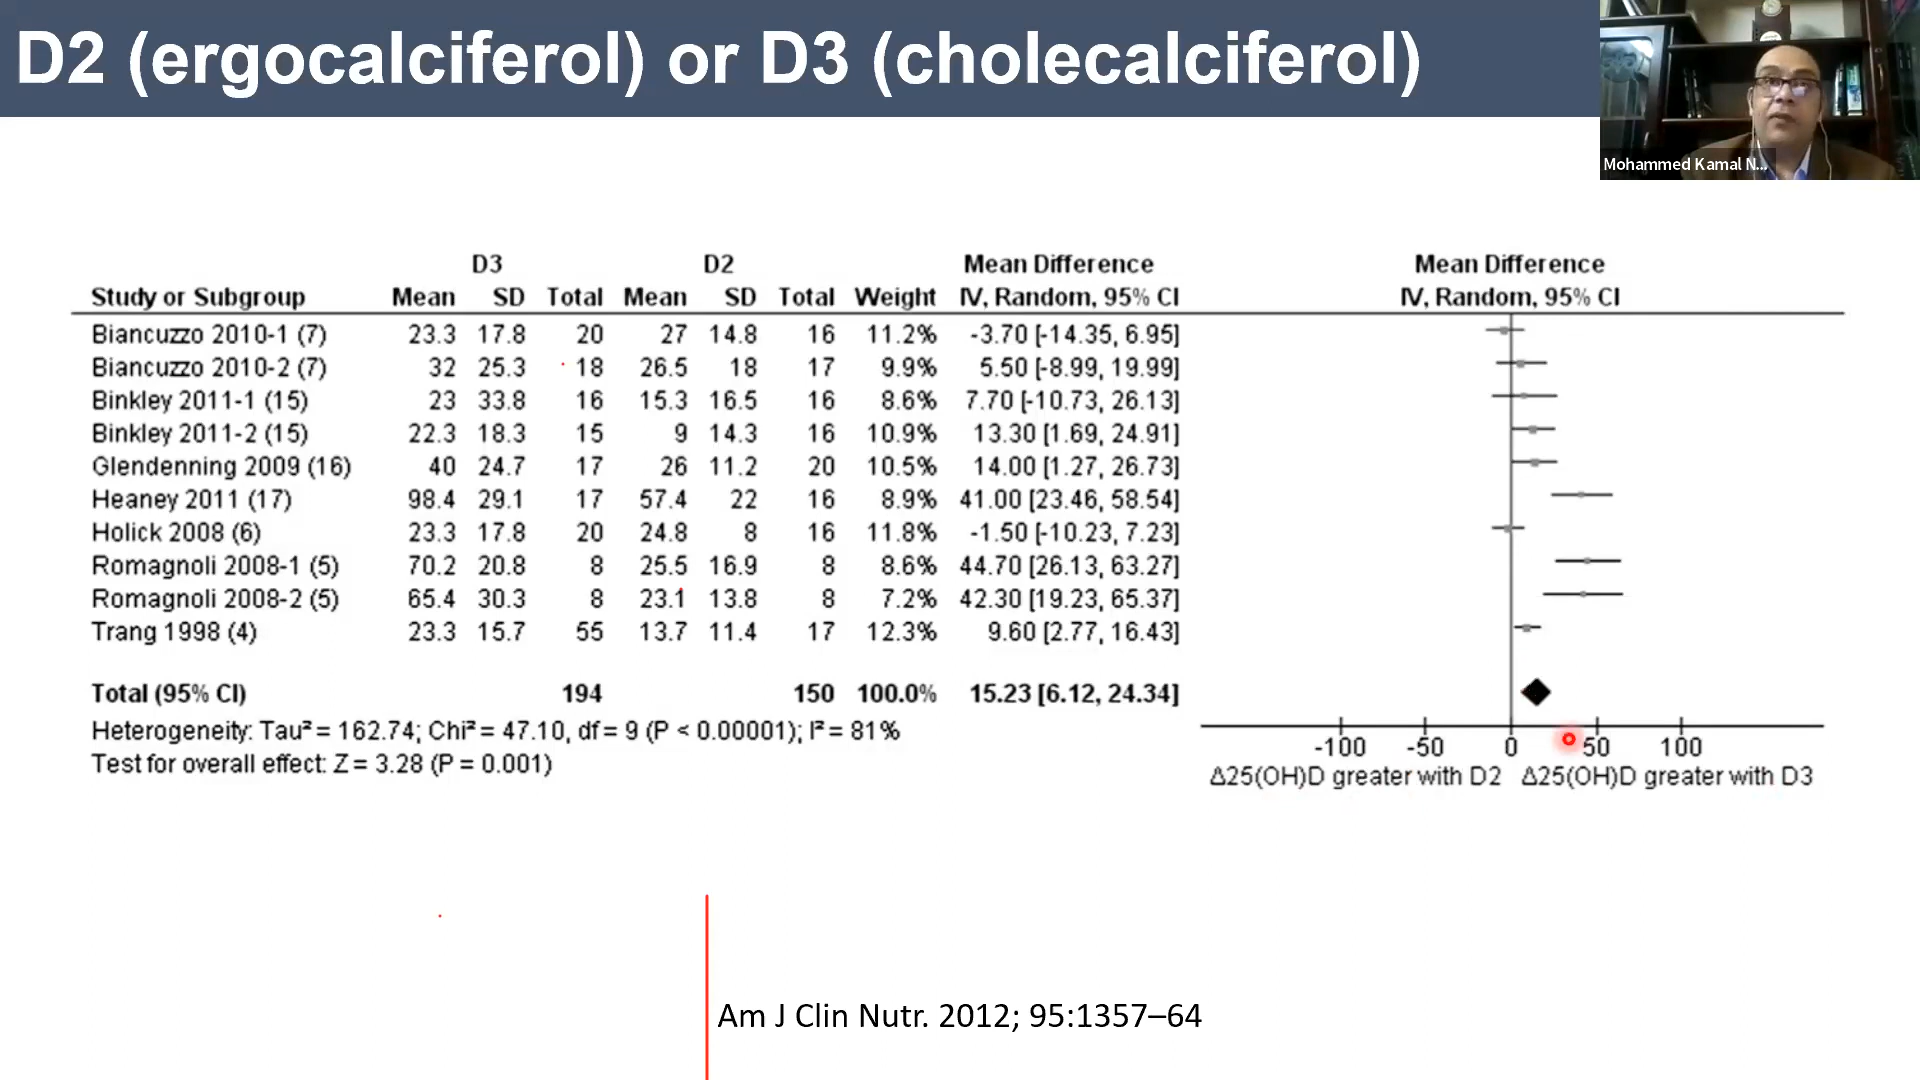 D2 (ergocalciferol) or D3 (cholecalciferol)
Mohammed Kamal N...
D3 D2 Mean Difference Mean Difference
Study or Subgroup Mean SD Total Mean SD Total Weight IV, Random, 95% CI IV, Random, 95% CI
Biancuzzo 2010-1 (7) 23.3 17.8 20 27 14.8 16 11.2% -3.70 [-14.35, 6.95]
Biancuzzo 2010-2 (7) 32 25.3 18 26.5 18 17 9.9% 5.50 [-8.99, 19.99]
Binkley 2011-1 (15) 23 33.8 16 15.3 16.5 16 8.6% 7.70 [-10.73, 26.13]
Binkley 2011-2 (15) 22.3 18.3 15 9 14.3 16 10.9% 13.30 [1.69, 24.91]
Glendenning 2009 (16) 40 24.7 17 26 11.2 20 10.5% 14.00 [1.27, 26.73]
Heaney 2011 (17) 98.4 29.1 17 57.4 22 16 8.9% 41.00 [23.46, 58.54]
Holick 2008 (6) 23.3 17.8 20 24.8 8 16 11.8% -1.50 [-10.23, 7.23]
Romagnoli 2008-1 (5) 70.2 20.8 8 25.5 16.9 8 8.6% 44.70 [26.13, 63.27]
Romagnoli 2008-2 (5) 65.4 30.3 8 23.1 13.8 8 7.2% 42.30 [19.23, 65.37]
Trang 1998 (4) 23.3 15.7 55 13.7 11.4 17 12.3% 9.60 [2.77, 16.43]
Total (95% CI) 194 150 100.0% 15.23 [6.12, 24.34]
Heterogeneity: Tau² = 162.74; Chi² = 47.10, df = 9 (P < 0.00001); I² = 81%
Test for overall effect: Z = 3.28 (P = 0.001)
-100 -50 0 50 100
Δ25(OH)D greater with D2 Δ25(OH)D greater with D3
Am J Clin Nutr. 2012; 95:1357–64